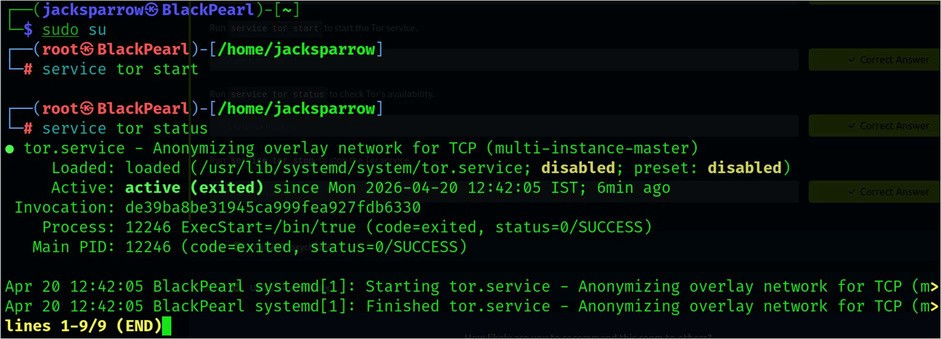 ┌──(jacksparrow㉿BlackPearl)-[~]
└─$ sudo su
┌──(root㉿BlackPearl)-[/home/jacksparrow]
└─# service tor start
Run service tor start to start the Tor service.
✓ Correct Answer
┌──(root㉿BlackPearl)-[/home/jacksparrow]
Run service tor status to check Tor's availability.
└─# service tor status
✓ Correct Answer
● tor.service - Anonymizing overlay network for TCP (multi-instance-master)
Loaded: loaded (/usr/lib/systemd/system/tor.service; disabled; preset: disabled)
Active: active (exited) since Mon 2026-04-20 12:42:05 IST; 6min ago
✓ Correct Answer
Invocation: de39ba8be31945ca999fea927fdb6330
Process: 12246 ExecStart=/bin/true (code=exited, status=0/SUCCESS)
Main PID: 12246 (code=exited, status=0/SUCCESS)
Apr 20 12:42:05 BlackPearl systemd[1]: Starting tor.service - Anonymizing overlay network for TCP (m>
Apr 20 12:42:05 BlackPearl systemd[1]: Finished tor.service - Anonymizing overlay network for TCP (m>
lines 1-9/9 (END)